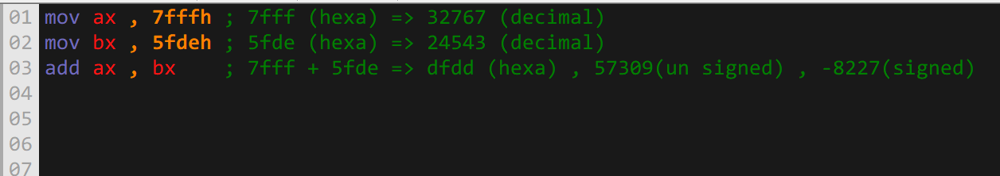 01 mov ax , 7fffh ; 7fff (hexa) => 32767 (decimal)
02 mov bx , 5fdeh ; 5fde (hexa) => 24543 (decimal)
03 add ax , bx    ; 7fff + 5fde => dfdd (hexa) , 57309(un signed) , -8227(signed)
04
05
06
07